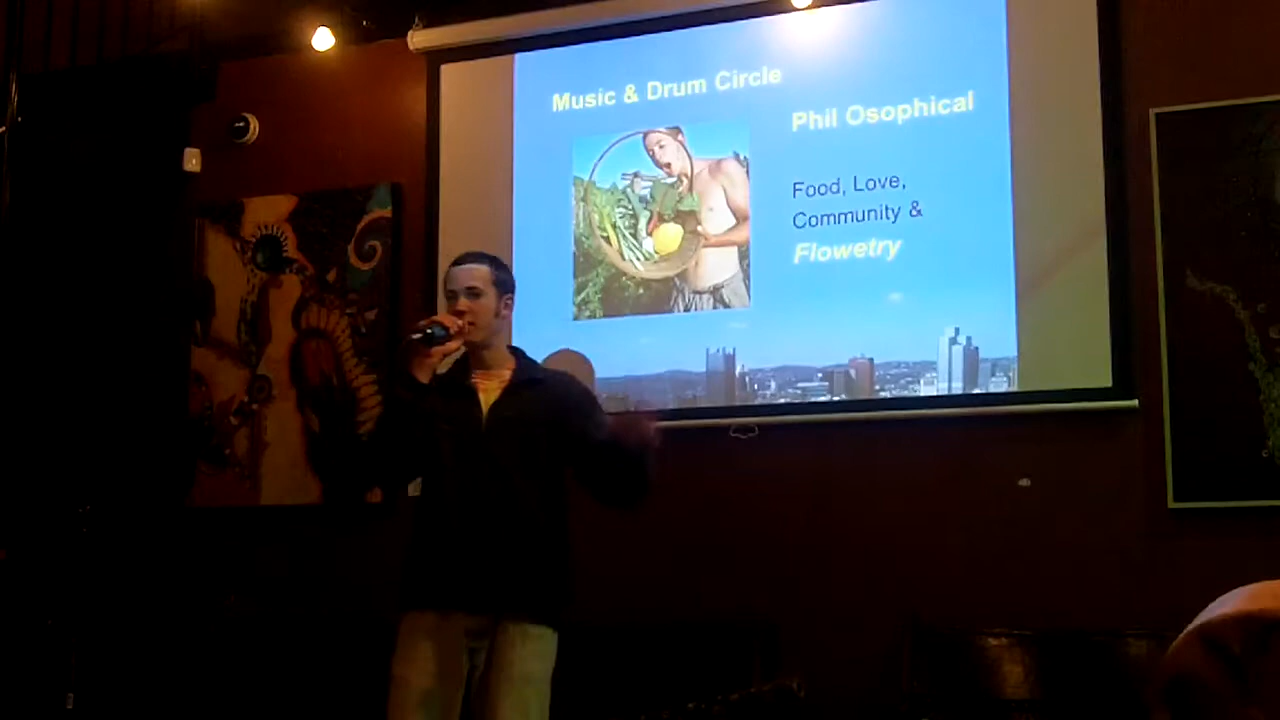 Music & Drum Circle
Phil Osophical
Food, Love,
Community &
Flowetry